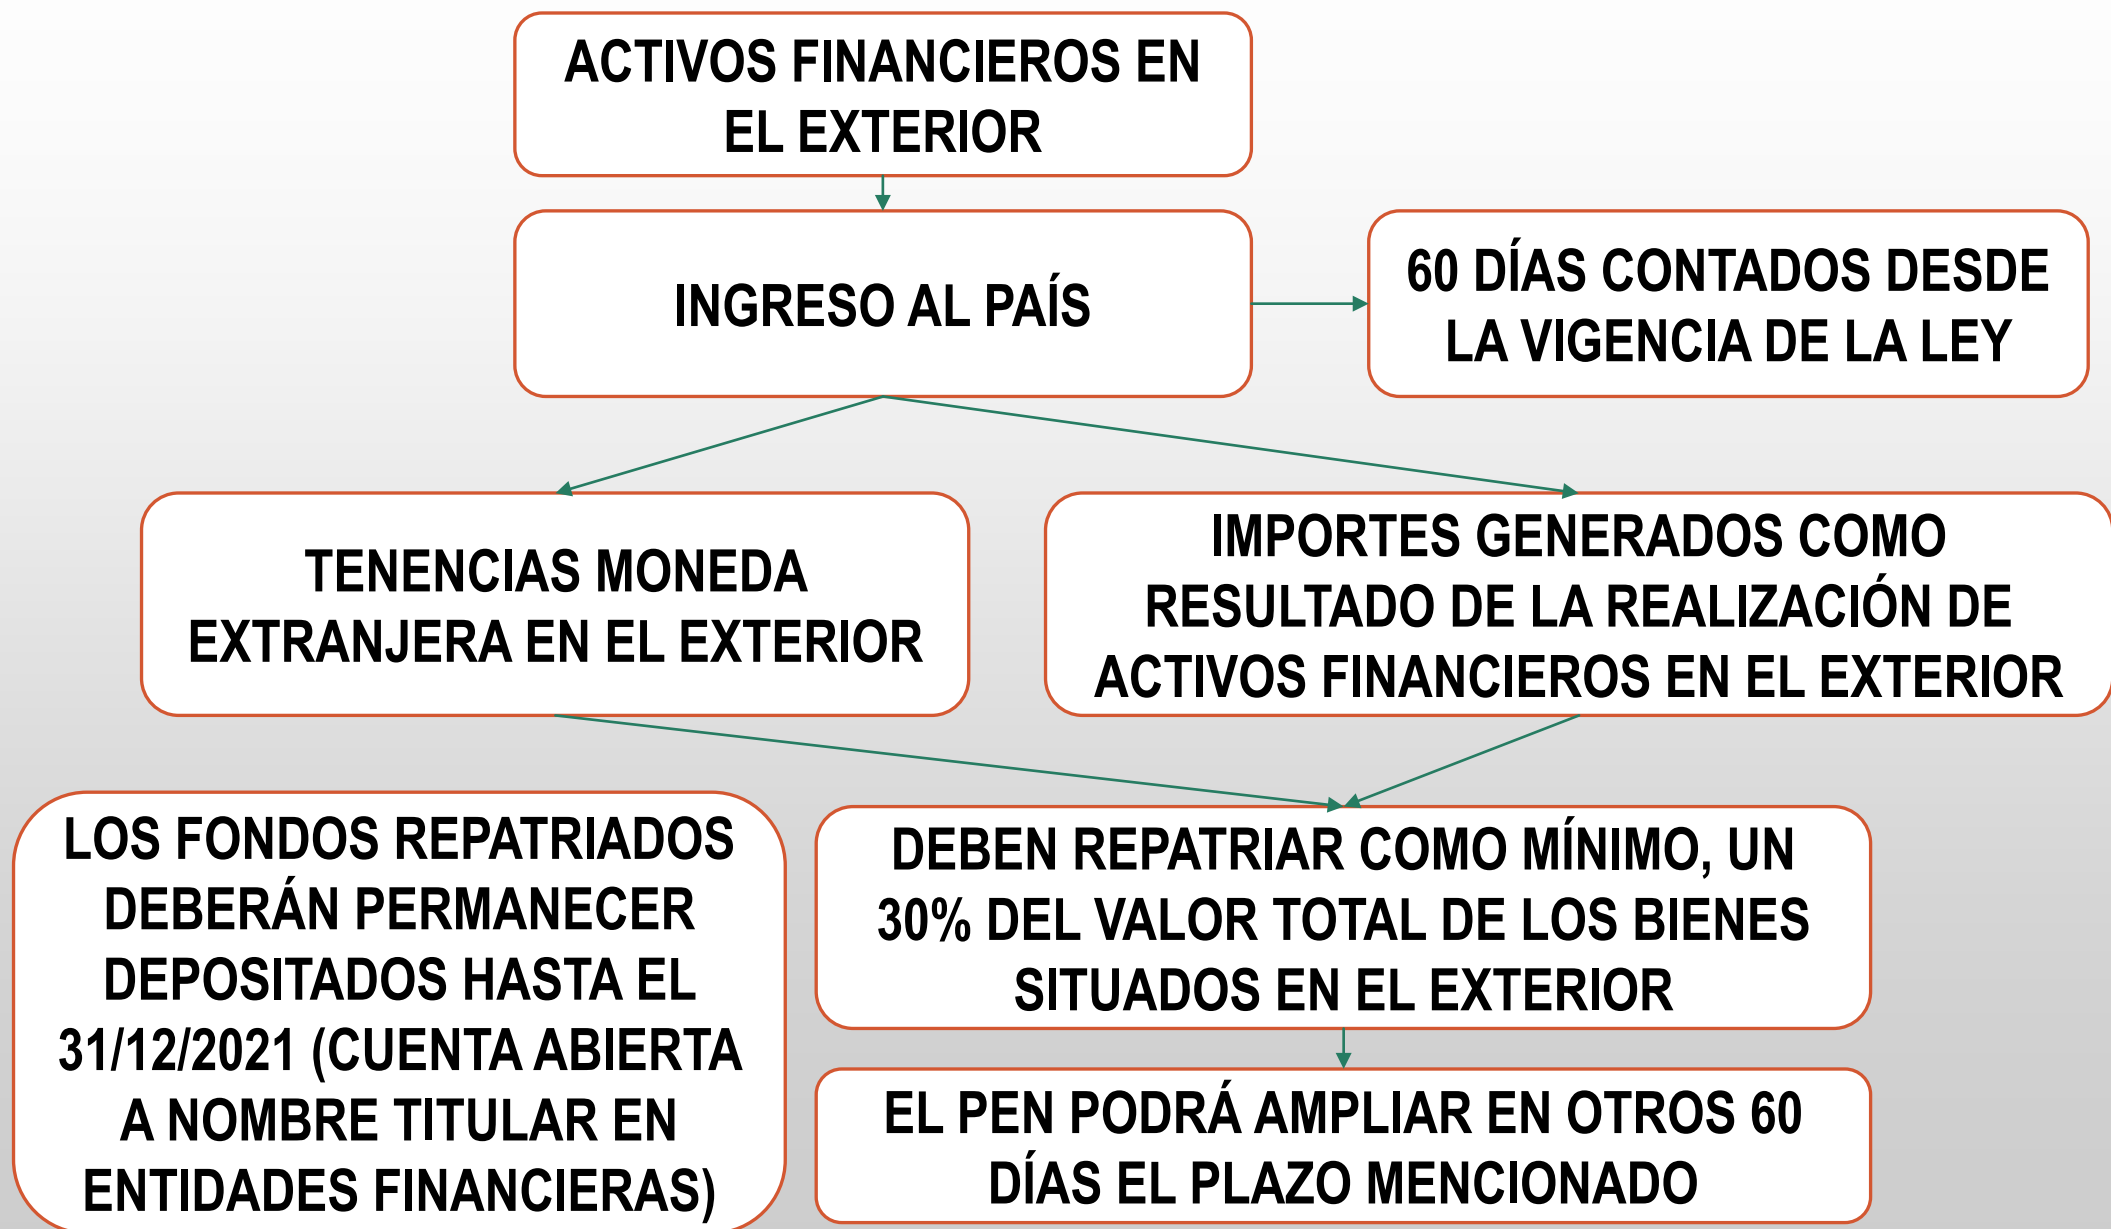 ACTIVOS FINANCIEROS EN
EL EXTERIOR
INGRESO AL PAÍS
60 DÍAS CONTADOS DESDE
LA VIGENCIA DE LA LEY
TENENCIAS MONEDA
EXTRANJERA EN EL EXTERIOR
IMPORTES GENERADOS COMO
RESULTADO DE LA REALIZACIÓN DE
ACTIVOS FINANCIEROS EN EL EXTERIOR
LOS FONDOS REPATRIADOS
DEBERÁN PERMANECER
DEPOSITADOS HASTA EL
31/12/2021 (CUENTA ABIERTA
A NOMBRE TITULAR EN
ENTIDADES FINANCIERAS)
DEBEN REPATRIAR COMO MÍNIMO, UN
30% DEL VALOR TOTAL DE LOS BIENES
SITUADOS EN EL EXTERIOR
EL PEN PODRÁ AMPLIAR EN OTROS 60
DÍAS EL PLAZO MENCIONADO